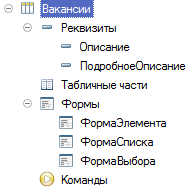 Вакансии
Реквизиты
Описание
ПодробноеОписание
Табличные части
Формы
ФормаЭлемента
ФормаСписка
ФормаВыбора
Команды